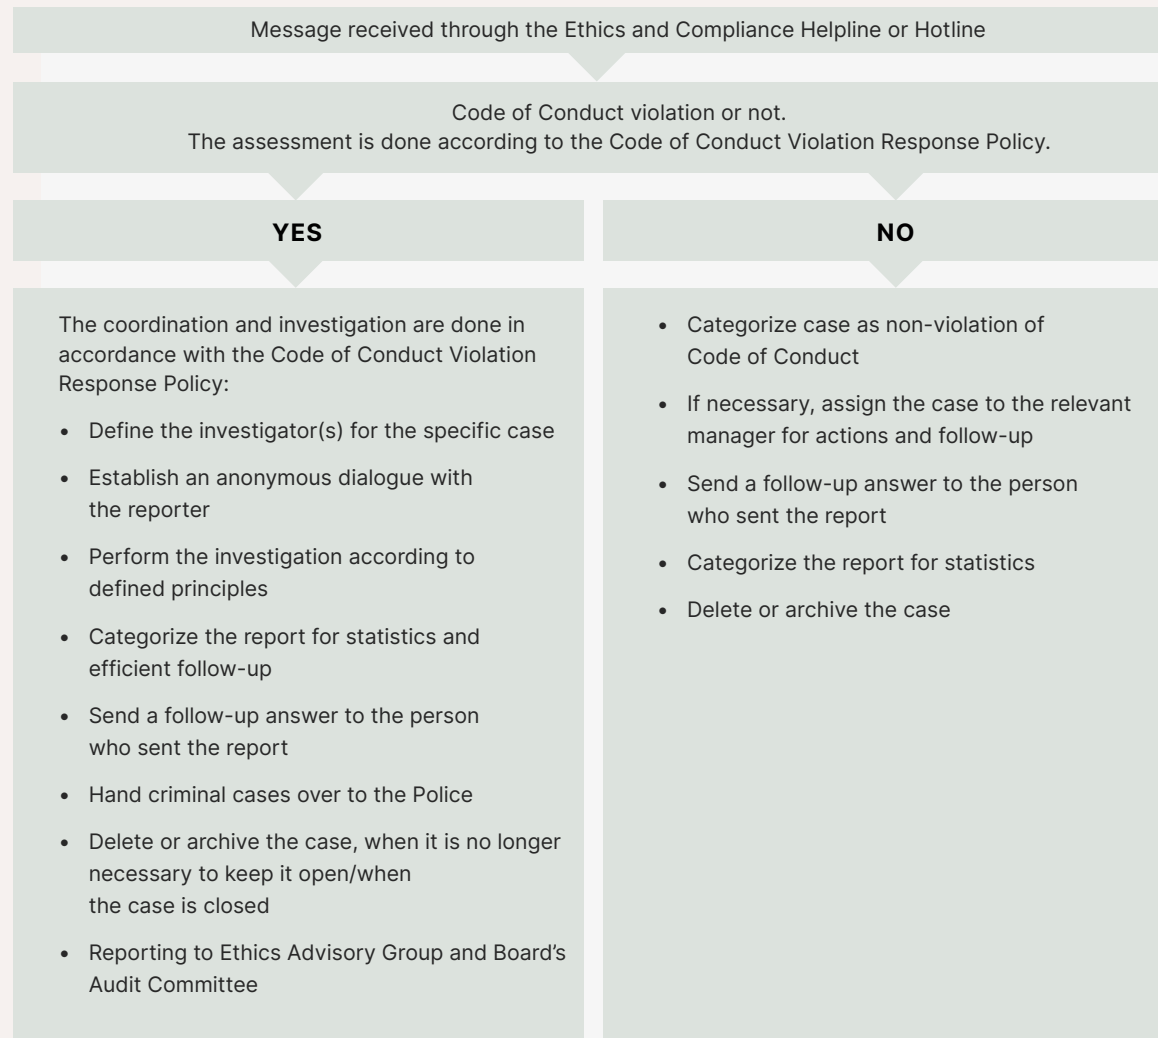 Message received through the Ethics and Compliance Helpline or Hotline
Code of Conduct violation or not.
The assessment is done according to the Code of Conduct Violation Response Policy.
YES
The coordination and investigation are done in
accordance with the Code of Conduct Violation
Response Policy:
• Define the investigator(s) for the specific case
• Establish an anonymous dialogue with
the reporter
• Perform the investigation according to
defined principles
• Categorize the report for statistics and
efficient follow-up
• Send a follow-up answer to the person
who sent the report
• Hand criminal cases over to the Police
• Delete or archive the case, when it is no longer
necessary to keep it open/when
the case is closed
• Reporting to Ethics Advisory Group and Board’s
Audit Committee
NO
• Categorize case as non-violation of
Code of Conduct
• If necessary, assign the case to the relevant
manager for actions and follow-up
• Send a follow-up answer to the person
who sent the report
• Categorize the report for statistics
• Delete or archive the case